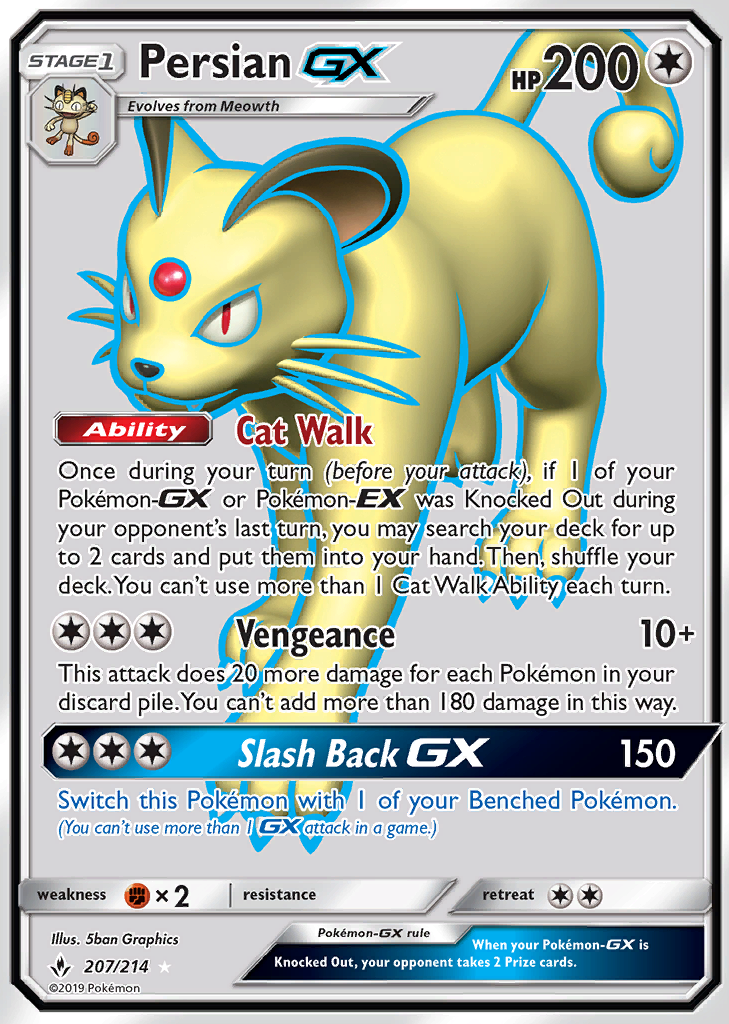 STAGE 1 Persian GX HP 200
Evolves from Meowth
Ability Cat Walk
Once during your turn (before your attack), if 1 of your
Pokémon-GX or Pokémon-EX was Knocked Out during
your opponent's last turn, you may search your deck for up
to 2 cards and put them into your hand. Then, shuffle your
deck. You can't use more than 1 Cat Walk Ability each turn.
Vengeance 10+
This attack does 20 more damage for each Pokémon in your
discard pile. You can't add more than 180 damage in this way.
Slash Back GX 150
Switch this Pokémon with 1 of your Benched Pokémon.
(You can't use more than 1 GX attack in a game.)
weakness × 2 resistance retreat
Illus. 5ban Graphics
207/214
©2019 Pokémon
Pokémon-GX rule
When your Pokémon-GX is
Knocked Out, your opponent takes 2 Prize cards.